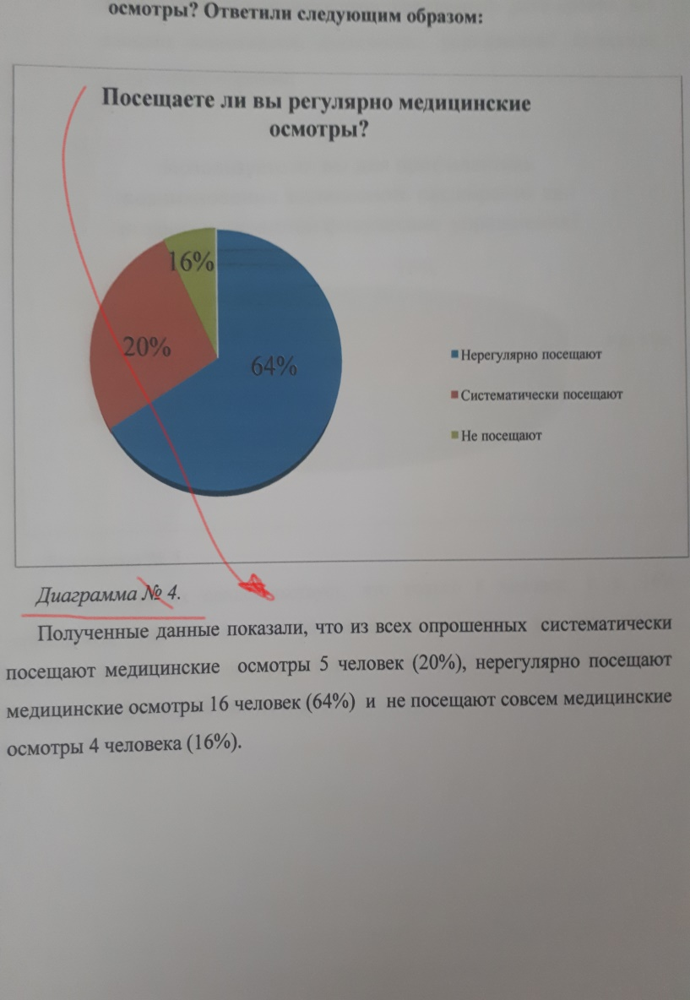 осмотры? Ответили следующим образом:
Посещаете ли вы регулярно медицинские
осмотры?
16%
20%
64%
Нерегулярно посещают
Систематически посещают
Не посещают
Диаграмма № 4.
Полученные данные показали, что из всех опрошенных систематически
посещают медицинские осмотры 5 человек (20%), нерегулярно посещают
медицинские осмотры 16 человек (64%) и не посещают совсем медицинские
осмотры 4 человека (16%).